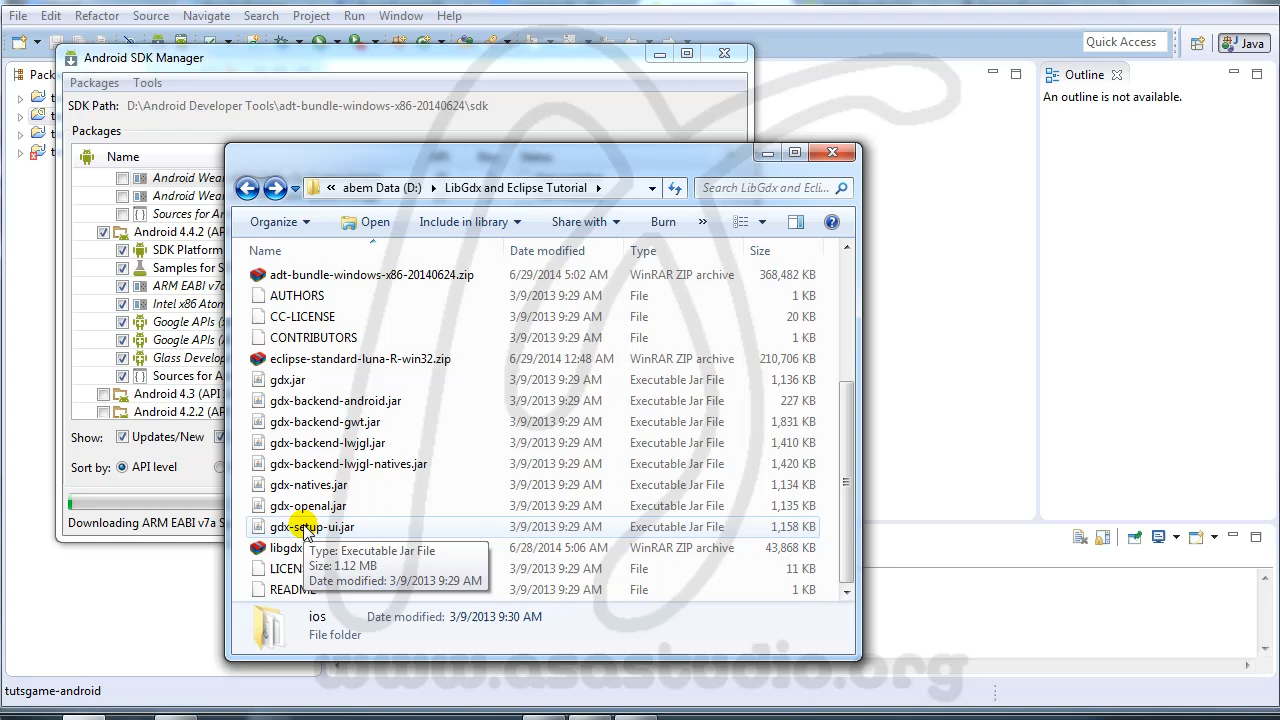 File Edit Refactor Source Navigate Search Project Run Window Help
Quick Access
Java
Android SDK Manager
Packages Tools
SDK Path: D:\Android Developer Tools\adt-bundle-windows-x86-20140624\sdk
Packages
Name
Android Wea
Android Wea
Sources for Ar
Android 4.4.2 (AP
SDK Platform
Samples for S
ARM EABI v7a
Intel x86 Atom
Google APIs (
Google APIs (
Glass Develop
Sources for A
Android 4.3 (API
Android 4.2.2 (AP
Show: Updates/New
Sort by: API level
Downloading ARM EABI v7a S
Outline
An outline is not available.
abem Data (D:) LibGdx and Eclipse Tutorial
Search LibGdx and Ecli...
Organize Open Include in library Share with Burn »
Name Date modified Type Size
adt-bundle-windows-x86-20140624.zip 6/29/2014 5:02 AM WinRAR ZIP archive 368,482 KB
AUTHORS 3/9/2013 9:29 AM File 1 KB
CC-LICENSE 3/9/2013 9:29 AM File 20 KB
CONTRIBUTORS 3/9/2013 9:29 AM File 1 KB
eclipse-standard-luna-R-win32.zip 6/29/2014 12:48 AM WinRAR ZIP archive 210,706 KB
gdx.jar 3/9/2013 9:29 AM Executable Jar File 1,136 KB
gdx-backend-android.jar 3/9/2013 9:29 AM Executable Jar File 227 KB
gdx-backend-gwt.jar 3/9/2013 9:29 AM Executable Jar File 1,831 KB
gdx-backend-lwjgl.jar 3/9/2013 9:29 AM Executable Jar File 1,410 KB
gdx-backend-lwjgl-natives.jar 3/9/2013 9:29 AM Executable Jar File 1,420 KB
gdx-natives.jar 3/9/2013 9:29 AM Executable Jar File 1,134 KB
gdx-openal.jar 3/9/2013 9:29 AM Executable Jar File 1,135 KB
gdx-setup-ui.jar 3/9/2013 9:29 AM Executable Jar File 1,158 KB
libgdx 6/28/2014 5:06 AM WinRAR ZIP archive 43,868 KB
LICEN 3/9/2013 9:29 AM File 11 KB
README 3/9/2013 9:29 AM File 1 KB
Type: Executable Jar File
Size: 1.12 MB
Date modified: 3/9/2013 9:29 AM
ios Date modified: 3/9/2013 9:30 AM
File folder
www.asastudio.org
tutsgame-android